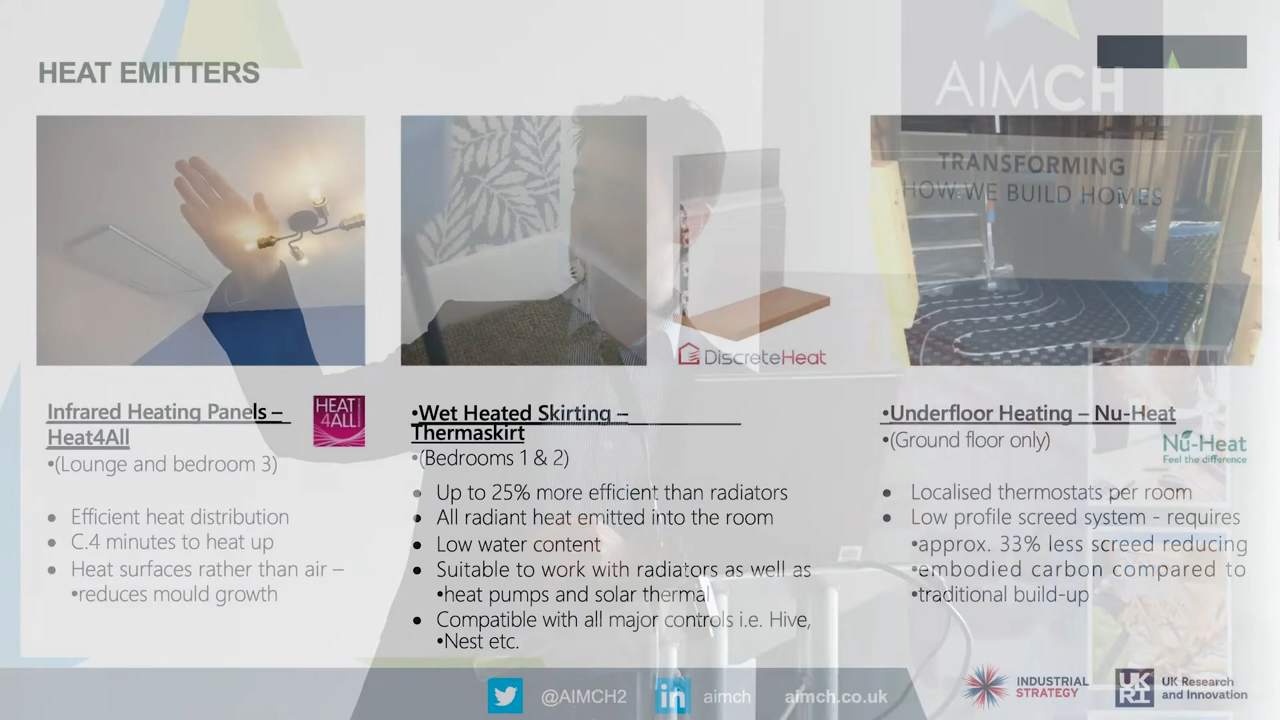 HEAT EMITTERS
AIMCH
TRANSFORMING
HOW WE BUILD HOMES
DiscreteHeat
Infrared Heating Panels –
Heat4All
HEAT
4ALL
•(Lounge and bedroom 3)
• Efficient heat distribution
• C.4 minutes to heat up
• Heat surfaces rather than air –
•reduces mould growth
•Wet Heated Skirting –
Thermaskirt
•(Bedrooms 1 & 2)
• Up to 25% more efficient than radiators
• All radiant heat emitted into the room
• Low water content
• Suitable to work with radiators as well as
•heat pumps and solar thermal
• Compatible with all major controls i.e. Hive,
•Nest etc.
•Underfloor Heating – Nu-Heat
•(Ground floor only)
Nu-Heat
Feel the difference
• Localised thermostats per room
• Low profile screed system - requires
•approx. 33% less screed reducing
•embodied carbon compared to
•traditional build-up
@AIMCH2
in
aimch
aimch.co.uk
INDUSTRIAL
STRATEGY
UK
RI
UK Research
and Innovation